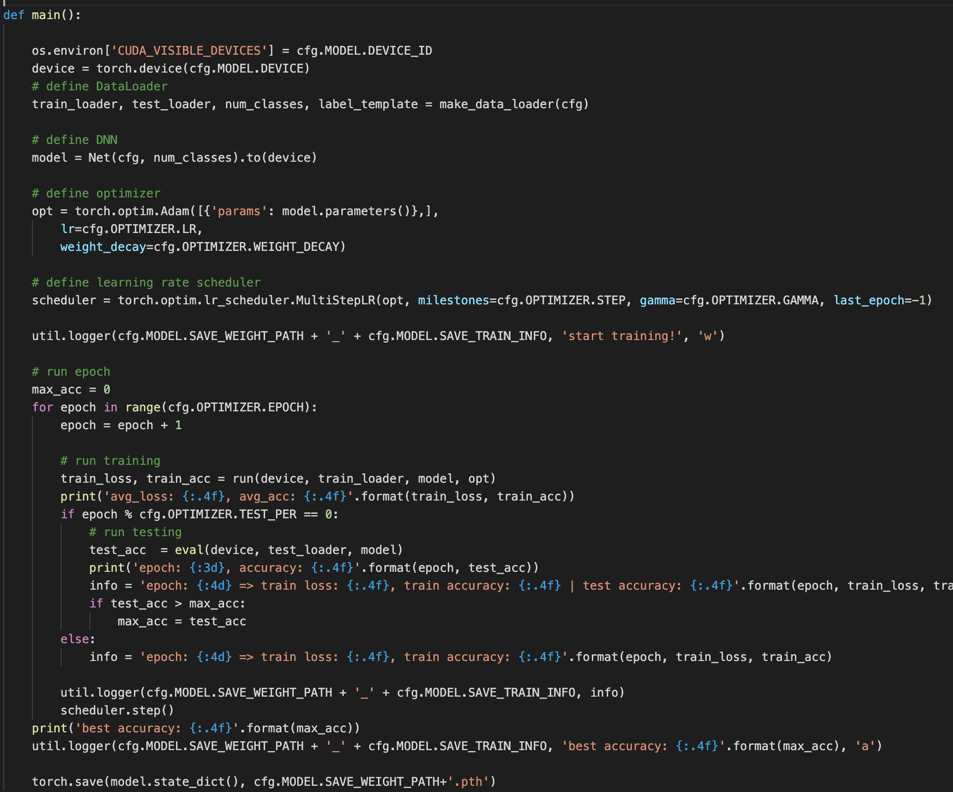 def main():
os.environ['CUDA_VISIBLE_DEVICES'] = cfg.MODEL.DEVICE_ID
device = torch.device(cfg.MODEL.DEVICE)
# define DataLoader
train_loader, test_loader, num_classes, label_template = make_data_loader(cfg)
# define DNN
model = Net(cfg, num_classes).to(device)
# define optimizer
opt = torch.optim.Adam([{'params': model.parameters()},],
lr=cfg.OPTIMIZER.LR,
weight_decay=cfg.OPTIMIZER.WEIGHT_DECAY)
# define learning rate scheduler
scheduler = torch.optim.lr_scheduler.MultiStepLR(opt, milestones=cfg.OPTIMIZER.STEP, gamma=cfg.OPTIMIZER.GAMMA, last_epoch=-1)
util.logger(cfg.MODEL.SAVE_WEIGHT_PATH + '_' + cfg.MODEL.SAVE_TRAIN_INFO, 'start training!', 'w')
# run epoch
max_acc = 0
for epoch in range(cfg.OPTIMIZER.EPOCH):
epoch = epoch + 1
# run training
train_loss, train_acc = run(device, train_loader, model, opt)
print('avg_loss: {:.4f}, avg_acc: {:.4f}'.format(train_loss, train_acc))
if epoch % cfg.OPTIMIZER.TEST_PER == 0:
# run testing
test_acc  = eval(device, test_loader, model)
print('epoch: {:3d}, accuracy: {:.4f}'.format(epoch, test_acc))
info = 'epoch: {:4d} => train loss: {:.4f}, train accuracy: {:.4f} | test accuracy: {:.4f}'.format(epoch, train_loss, tra
if test_acc > max_acc:
max_acc = test_acc
else:
info = 'epoch: {:4d} => train loss: {:.4f}, train accuracy: {:.4f}'.format(epoch, train_loss, train_acc)
util.logger(cfg.MODEL.SAVE_WEIGHT_PATH + '_' + cfg.MODEL.SAVE_TRAIN_INFO, info)
scheduler.step()
print('best accuracy: {:.4f}'.format(max_acc))
util.logger(cfg.MODEL.SAVE_WEIGHT_PATH + '_' + cfg.MODEL.SAVE_TRAIN_INFO, 'best accuracy: {:.4f}'.format(max_acc), 'a')
torch.save(model.state_dict(), cfg.MODEL.SAVE_WEIGHT_PATH+'.pth')